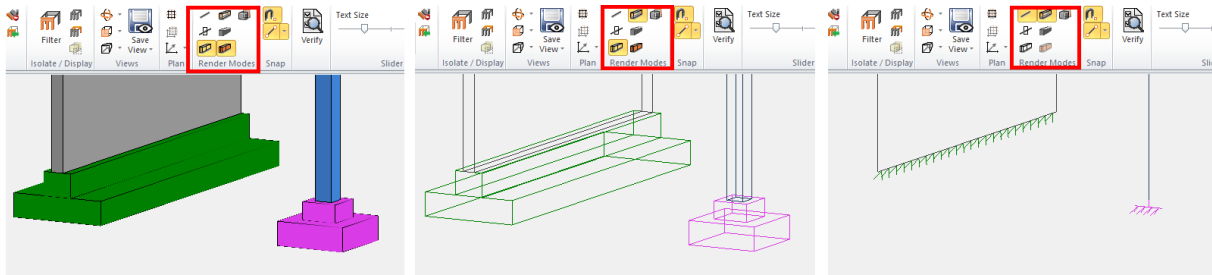 Filter
Save
View
Verify
Text Size
Isolate / Display
Views
Plan
Render Modes
Snap
Slider
Filter
Save
View
Verify
Text Size
Isolate / Display
Views
Plan
Render Modes
Snap
Slider
Filter
Save
View
Verify
Text Size
Isolate / Display
Views
Plan
Render Modes
Snap
Sli